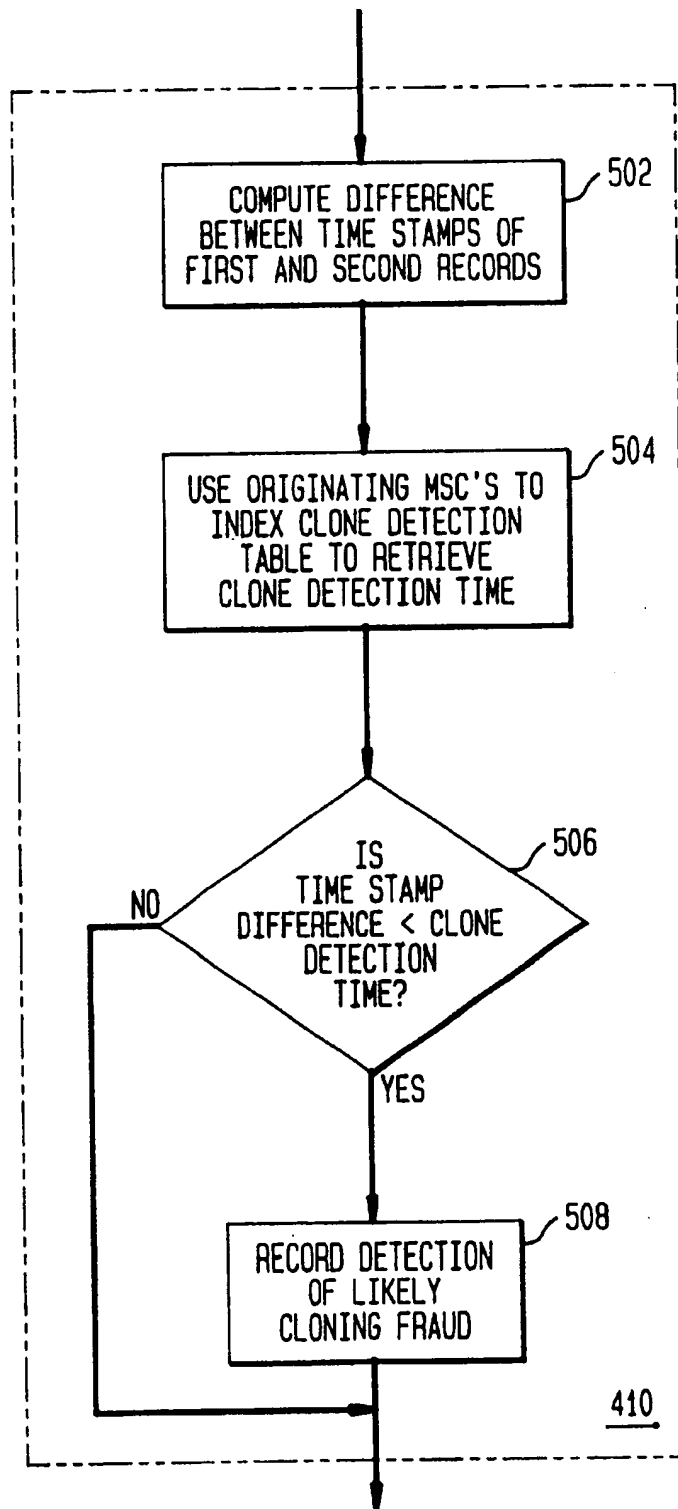 COMPUTE DIFFERENCE
BETWEEN TIME STAMPS OF
FIRST AND SECOND RECORDS
502
USE ORIGINATING MSC'S TO
INDEX CLONE DETECTION
TABLE TO RETRIEVE
CLONE DETECTION TIME
504
IS
TIME STAMP
DIFFERENCE < CLONE
DETECTION
TIME?
506
NO
YES
RECORD DETECTION
OF LIKELY
CLONING FRAUD
508
410